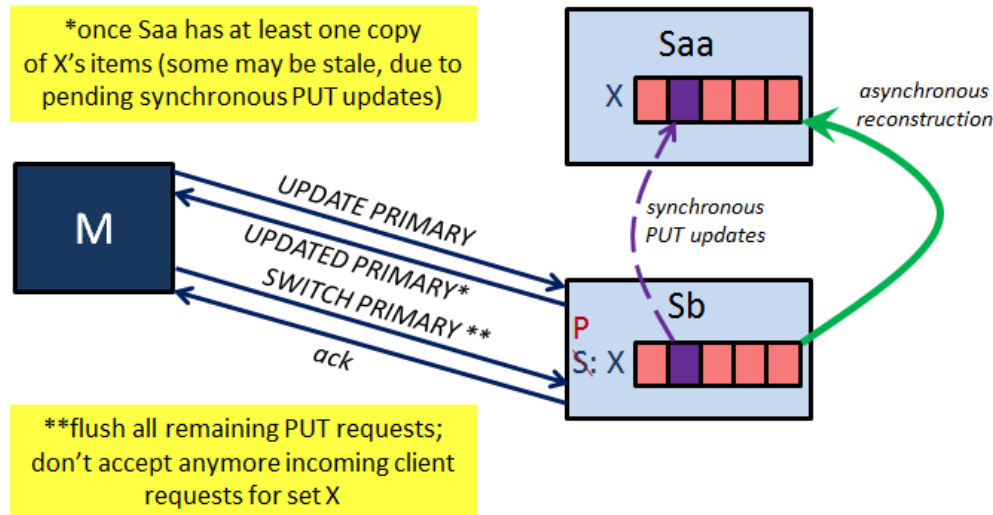 *once Saa has at least one copy
of X's items (some may be stale, due to
pending synchronous PUT updates)
Saa
X
asynchronous
reconstruction
M
UPDATE PRIMARY
UPDATED PRIMARY*
SWITCH PRIMARY **
ack
synchronous
PUT updates
Sb
P
S: X
**flush all remaining PUT requests;
don't accept anymore incoming client
requests for set X